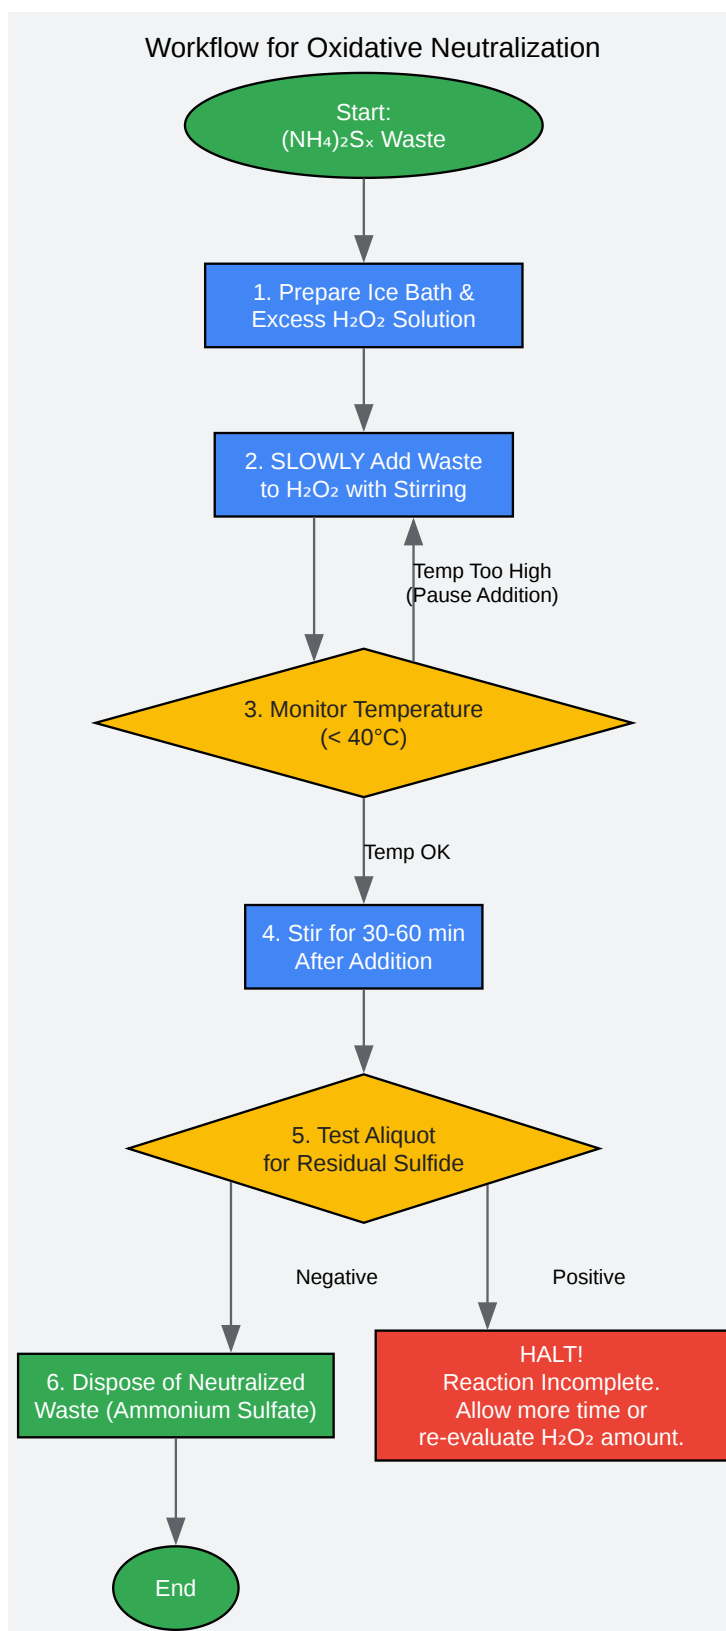 Workflow for Oxidative Neutralization
Start:
(NH₄)₂Sₓ Waste
1. Prepare Ice Bath &
Excess H₂O₂ Solution
2. SLOWLY Add Waste
to H₂O₂ with Stirring
Temp Too High
(Pause Addition)
3. Monitor Temperature
(< 40°C)
Temp OK
4. Stir for 30-60 min
After Addition
5. Test Aliquot
for Residual Sulfide
Negative
Positive
6. Dispose of Neutralized
Waste (Ammonium Sulfate)
HALT!
Reaction Incomplete.
Allow more time or
re-evaluate H₂O₂ amount.
End